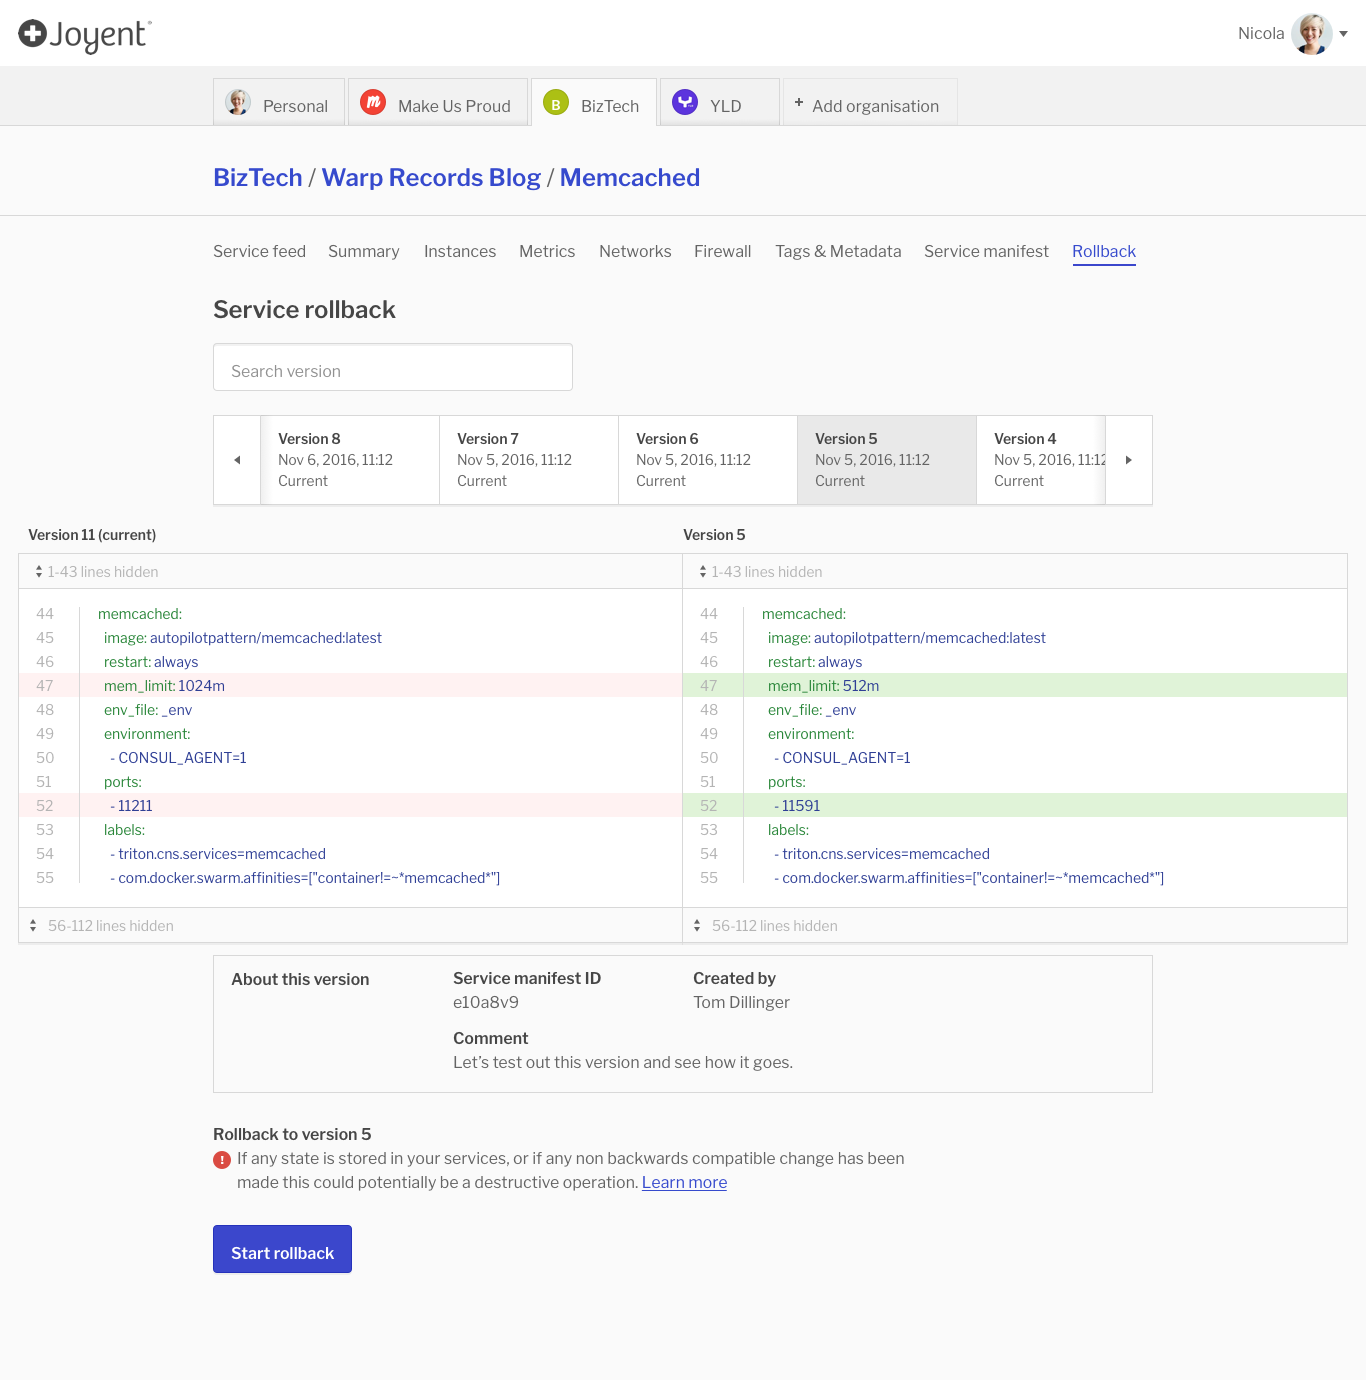 Joyent
Nicola
Personal
m
Make Us Proud
B
BizTech
YLD
+ Add organisation
BizTech / Warp Records Blog / Memcached
Service feed
Summary
Instances
Metrics
Networks
Firewall
Tags & Metadata
Service manifest
Rollback
Service rollback
Search version
Version 8
Nov 6, 2016, 11:12
Current
Version 7
Nov 5, 2016, 11:12
Current
Version 6
Nov 5, 2016, 11:12
Current
Version 5
Nov 5, 2016, 11:12
Current
Version 4
Nov 5, 2016, 11:12
Current
Version 11 (current)
1-43 lines hidden
44 memcached:
45 image: autopilotpattern/memcached:latest
46 restart: always
47 mem_limit: 1024m
48 env_file: _env
49 environment:
50 - CONSUL_AGENT=1
51 ports:
52 - 11211
53 labels:
54 - triton.cns.services=memcached
55 - com.docker.swarm.affinities=["container!=~*memcached*"]
56-112 lines hidden
Version 5
1-43 lines hidden
44 memcached:
45 image: autopilotpattern/memcached:latest
46 restart: always
47 mem_limit: 512m
48 env_file: _env
49 environment:
50 - CONSUL_AGENT=1
51 ports:
52 - 11591
53 labels:
54 - triton.cns.services=memcached
55 - com.docker.swarm.affinities=["container!=~*memcached*"]
56-112 lines hidden
About this version
Service manifest ID
e10a8v9
Created by
Tom Dillinger
Comment
Let’s test out this version and see how it goes.
Rollback to version 5
! If any state is stored in your services, or if any non backwards compatible change has been
made this could potentially be a destructive operation. Learn more
Start rollback